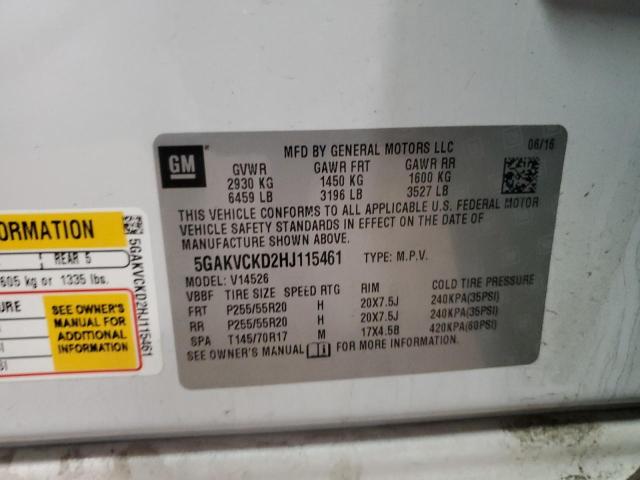 GM
MFD BY GENERAL MOTORS LLC 06/16
GVWR GAWR FRT GAWR RR
2930 KG 1450 KG 1600 KG
6459 LB 3196 LB 3527 LB
THIS VEHICLE CONFORMS TO ALL APPLICABLE U.S. FEDERAL MOTOR
VEHICLE SAFETY STANDARDS IN EFFECT ON THE DATE OF
MANUFACTURE SHOWN ABOVE.
5GAKVCKD2HJ115461 TYPE: M.P.V.
MODEL: V14526
VBBF TIRE SIZE SPEED RTG RIM COLD TIRE PRESSURE
FRT P255/55R20 H 20X7.5J 240KPA(35PSI)
RR P255/55R20 H 20X7.5J 240KPA(35PSI)
SPA T145/70R17 M 17X4.5B 420KPA(60PSI)
SEE OWNER'S MANUAL FOR MORE INFORMATION.
ORMATION
REAR 5
605 kg or 1335 lbs.
SEE OWNER'S
MANUAL FOR
ADDITIONAL
INFORMATION
5GAKVCKD2HJ115461